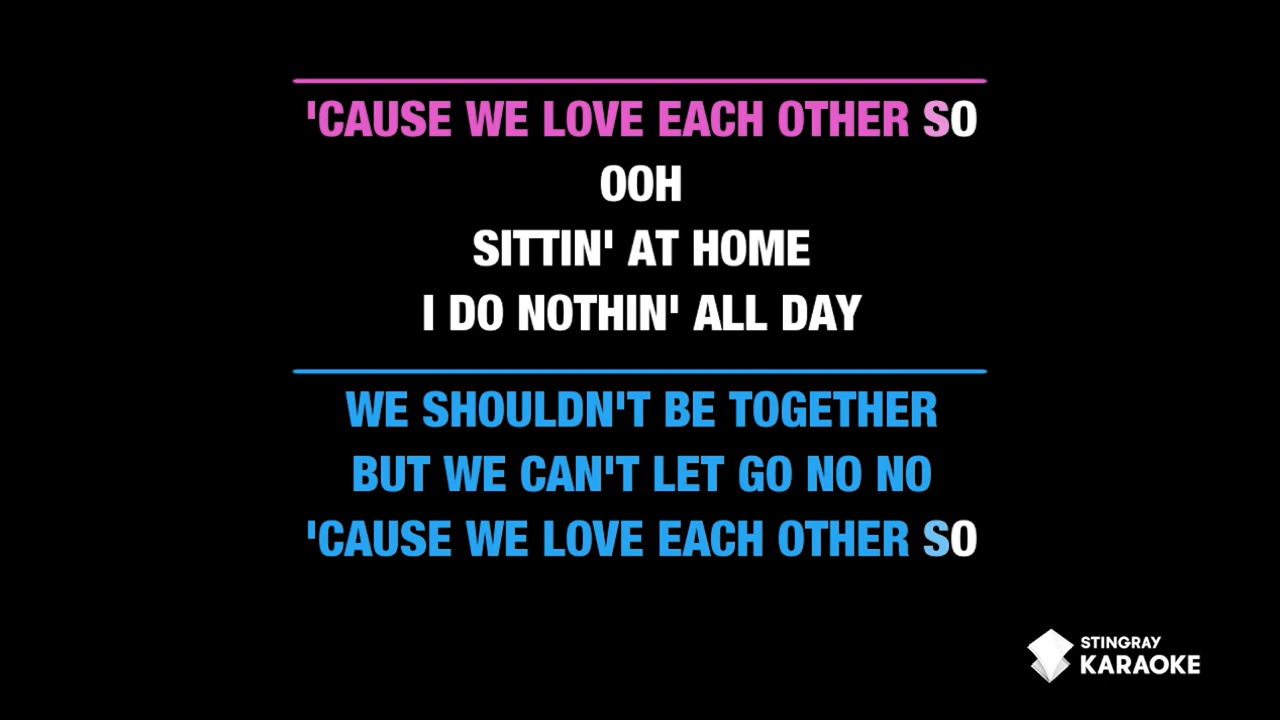 'CAUSE WE LOVE EACH OTHER SO
OOH
SITTIN' AT HOME
I DO NOTHIN' ALL DAY
WE SHOULDN'T BE TOGETHER
BUT WE CAN'T LET GO NO NO
'CAUSE WE LOVE EACH OTHER SO
STINGRAY
KARAOKE